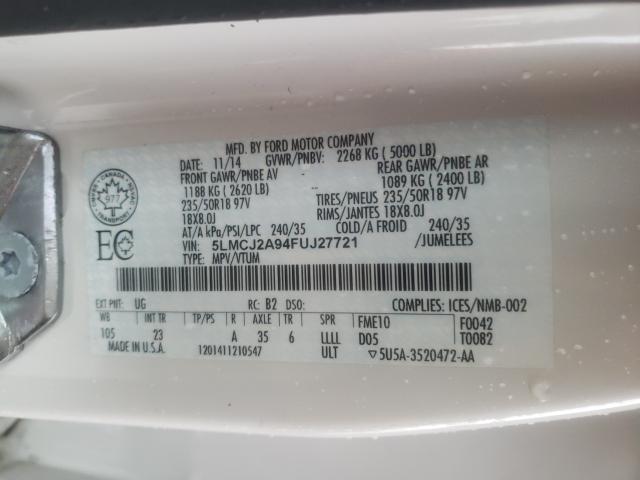 MFD. BY FORD MOTOR COMPANY
DATE: 11/14 GVWR/PNBV: 2268 KG ( 5000 LB)
FRONT GAWR/PNBE AV REAR GAWR/PNBE AR
1188 KG ( 2620 LB) 1089 KG ( 2400 LB)
235/50R18 97V TIRES/PNEUS 235/50R18 97V
18X8.0J RIMS/JANTES 18X8.0J
AT/A kPa/PSI/LPC 240/35 COLD/A FROID 240/35
VIN: 5LMCJ2A94FUJ27721 /JUMELEES
TYPE: MPV/VTUM
977
TRANSPORT
EC
EXT PNT: UG RC: B2 DSO: COMPLIES: ICES/NMB-002
WB INT TR TP/PS R AXLE TR SPR FME10 F0042
105 23 A 35 6 LLLL D05 T0082
MADE IN U.S.A. 1201411210547 ULT ▽5U5A-3520472-AA